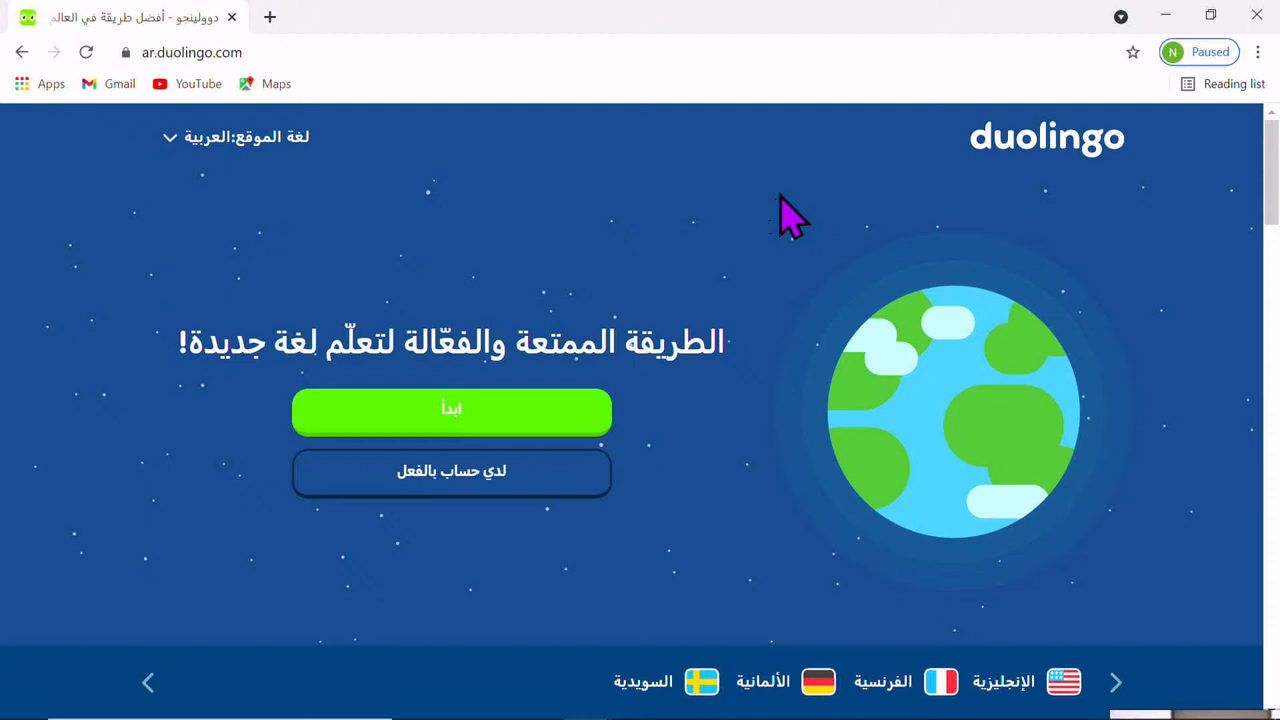 دوولينجو - أفضل طريقة في العالم
ar.duolingo.com
N Paused
Apps Gmail YouTube Maps Reading list
duolingo
لغة الموقع:العربية
الطريقة الممتعة والفعّالة لتعلّم لغة جديدة!
ابدأ
لدي حساب بالفعل
الإنجليزية الفرنسية الألمانية السويدية